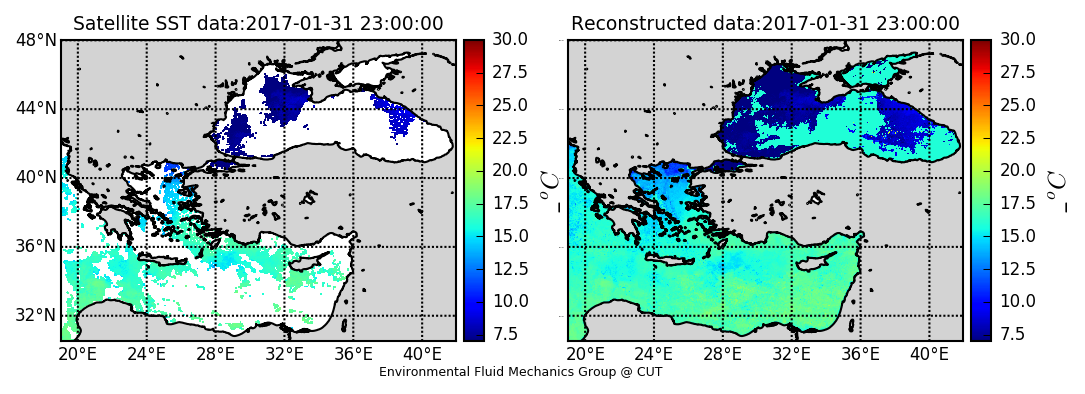 Satellite SST data:2017-01-31 23:00:00
Reconstructed data:2017-01-31 23:00:00
48°N
44°N
40°N
36°N
32°N
20°E 24°E 28°E 32°E 36°E 40°E
30.0
27.5
25.0
22.5
20.0
17.5
15.0
12.5
10.0
7.5
_ °C
20°E 24°E 28°E 32°E 36°E 40°E
30.0
27.5
25.0
22.5
20.0
17.5
15.0
12.5
10.0
7.5
_ °C
Environmental Fluid Mechanics Group @ CUT